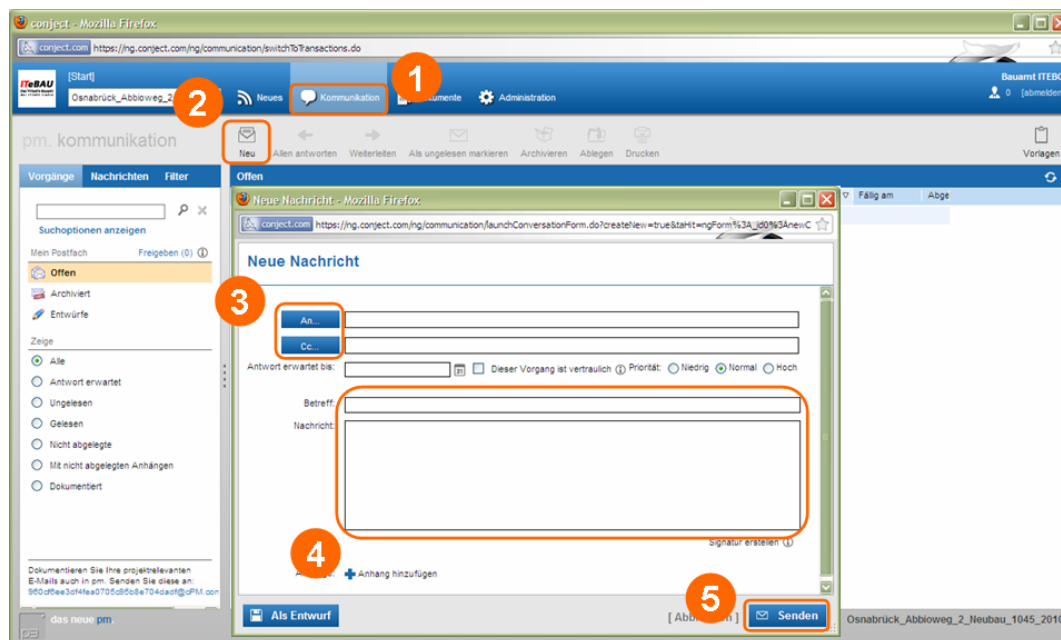 conject - Mozilla Firefox
conject.com https://ng.conject.com/ng/communication/switchToTransactions.do
1
ITeBAU
[Start]
Bauamt ITEBO
Osnabrück_Abbioweg_2
2
Neues
Kommunikation
Administration
0 [abmelden
pm. kommunikation
Neu
Allen antworten
Weiterleiten
Als ungelesen markieren
Archivieren
Ablegen
Drucken
Vorlagen
Vorgänge
Nachrichten
Filter
Offen
Fällig am
Abge
Neue Nachricht - Mozilla Firefox
conject.com https://ng.conject.com/ng/communication/launchConversationForm.do?createNew=true&taHit=ngForm%3A_id0%3AnewC
Suchoptionen anzeigen
Mein Postfach
Freigeben (0)
Offen
Archiviert
Entwürfe
Zeige
Alle
Antwort erwartet
Ungelesen
Gelesen
Nicht abgelegte
Mit nicht abgelegten Anhängen
Dokumentiert
Neue Nachricht
3
An...
Cc...
Antwort erwartet bis:
Dieser Vorgang ist vertraulich
Priorität:
Niedrig
Normal
Hoch
Betreff:
Nachricht:
Signatur erstellen
4
Anhang hinzufügen
5
Dokumentieren Sie Ihre projektrelevanten
E-Mails auch in pm. Senden Sie diese an:
das neue pm.
Als Entwurf
Senden
Osnabrück_Abbioweg_2_Neubau_1045_201